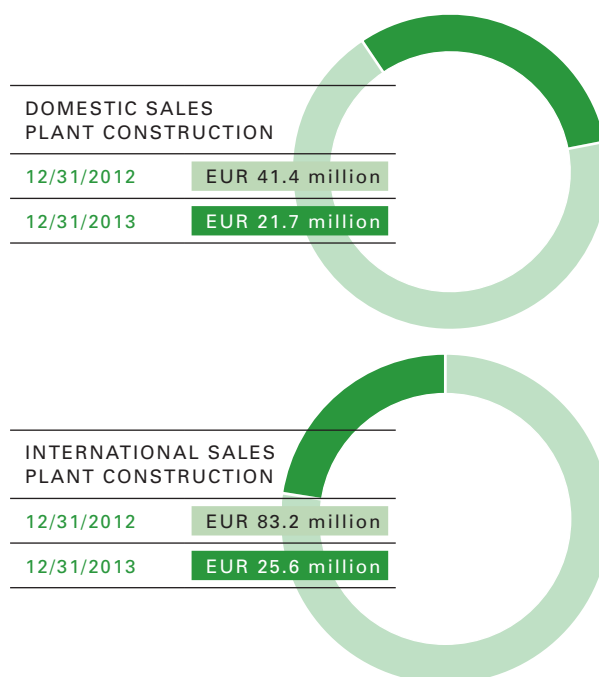 DOMESTIC SALES
PLANT CONSTRUCTION
12/31/2012 EUR 41.4 million
12/31/2013 EUR 21.7 million
INTERNATIONAL SALES
PLANT CONSTRUCTION
12/31/2012 EUR 83.2 million
12/31/2013 EUR 25.6 million